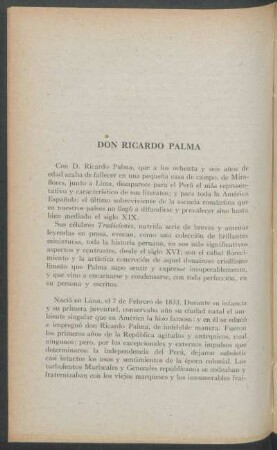 DON RICARDO PALMA
Con D. Ricardo Palma, que a los ochenta y seis años de
edad acaba de fallecer en una pequeña casa de campo, de Mira-
flores, junto a Lima, desaparece para el Perú el más represen-
tativo y característico de sus literatos; y para toda la América
Española; el último sobreviviente de la escuela romántica que
en nuestros países no llegó a difundirse y prevalecer sino hasta
bien mediado el siglo XIX.
Sus célebres Tradiciones, nutrida serie de breves y amenas
leyendas en prosa, evocan, como una colección de brillantes
miniaturas, toda la historia peruana, en sus más significativos
aspectos y contrastes, desde el siglo XVI; son el cabal floreci-
miento y la artística concreción de aquel donairoso criollismo
limeño que Palma supo sentir y expresar insuperablemente,
y que vino a encarnarse y condensarse, con toda perfección, en
su persona y escritos.
Nació en Lima, el 7 de Febrero de 1833. Durante su infancia
y su primera juventud, conservaba aún su ciudad natal el am-
biente singular que en América la hizo famosa; y en él se educó
e impregnó don Ricardo Palma, de indeleble manera. Fueron
los primeros años de la República agitados y anárquicos, cual
ningunos; pero, por los excepcionales y externos impulsos que
determinaron la independencia del Perú, dejaron subsistir
casi intactos los usos y sentimientos de la época colonial. Los
turbulentos Mariscales y Generales republicanos se codeaban y
fraternizaban con los viejos marqueses y los innumerables frai-